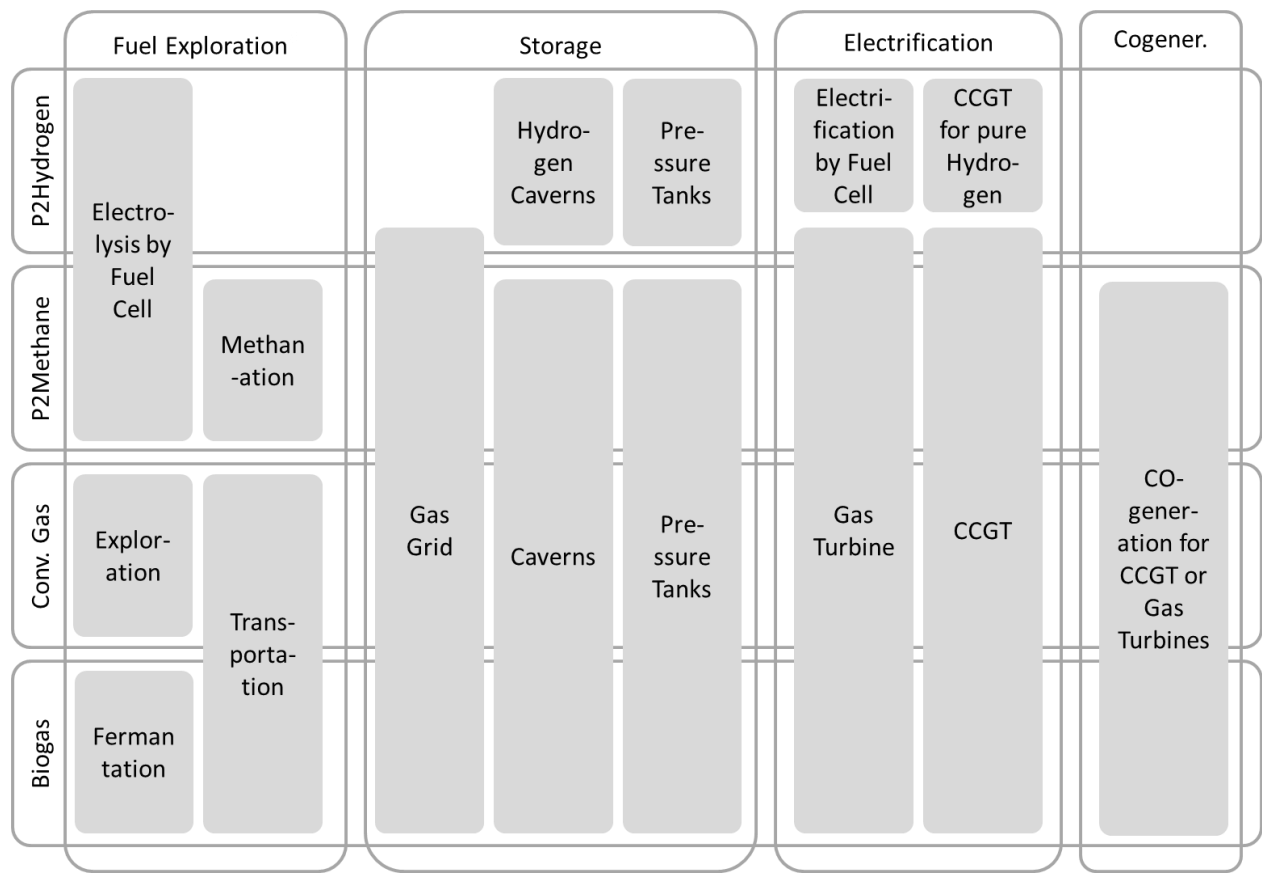 Fuel Exploration
Storage
Electrification
Cogener.
P2Hydrogen
P2Methane
Conv. Gas
Biogas
Electro-
lysis by
Fuel
Cell
Methan
-ation
Explor-
ation
Trans-
porta-
tion
Ferman
tation
Gas
Grid
Hydro-
gen
Caverns
Pre-
ssure
Tanks
Caverns
Pre-
ssure
Tanks
Electri-
fication
by Fuel
Cell
CCGT
for pure
Hydro-
gen
Gas
Turbine
CCGT
CO-
gener-
ation for
CCGT or
Gas
Turbines